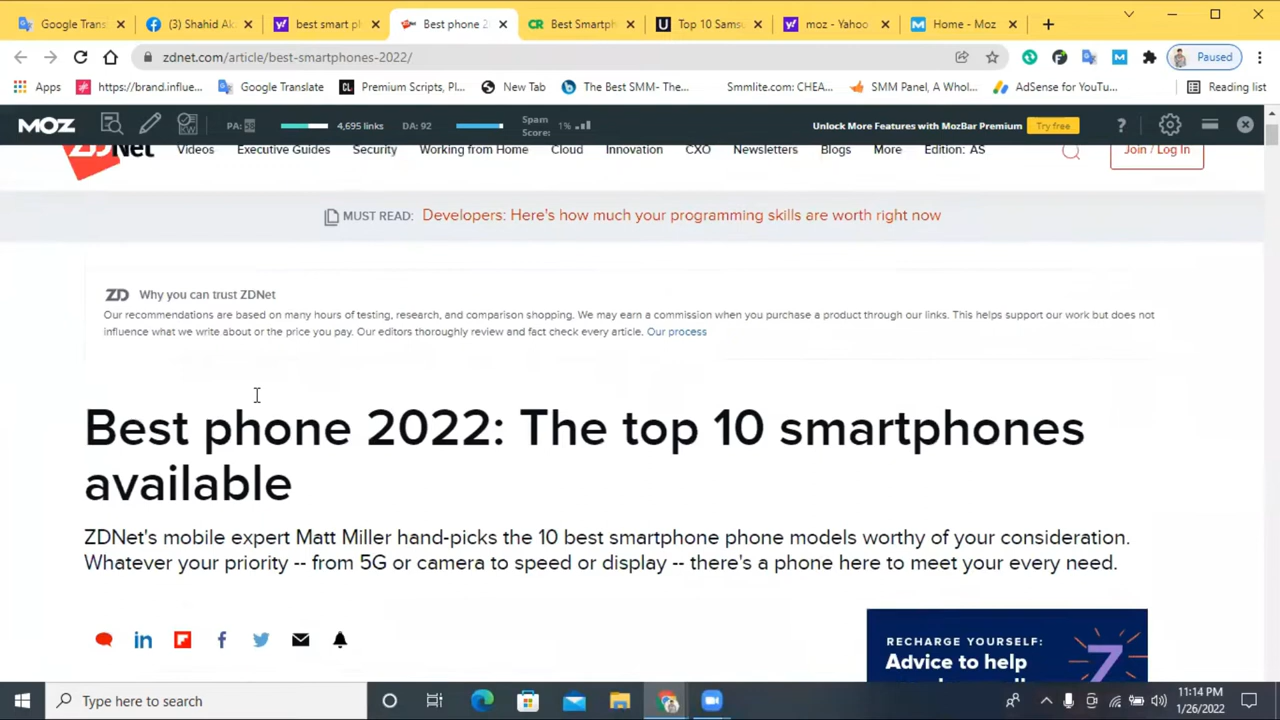 Google Trans
(3) Shahid Ak
best smart pl
Best phone 2
Best Smartph
Top 10 Samsu
moz - Yahoo
Home - Moz
zdnet.com/article/best-smartphones-2022/
Paused
Apps
https://brand.influe...
Google Translate
Premium Scripts, Pl...
New Tab
The Best SMM- The...
Smmlite.com: CHEA...
SMM Panel, A Whol...
AdSense for YouTu...
Reading list
MOZ
PA:
4,695 links
DA: 92
Spam Score: 1%
Unlock More Features with MozBar Premium
Try free
ZDNet
Videos
Executive Guides
Security
Working from Home
Cloud
Innovation
CXO
Newsletters
Blogs
More
Edition: AS
Join / Log In
MUST READ: Developers: Here's how much your programming skills are worth right now
ZD Why you can trust ZDNet
Our recommendations are based on many hours of testing, research, and comparison shopping. We may earn a commission when you purchase a product through our links. This helps support our work but does not
influence what we write about or the price you pay. Our editors thoroughly review and fact check every article. Our process
Best phone 2022: The top 10 smartphones
available
ZDNet's mobile expert Matt Miller hand-picks the 10 best smartphone phone models worthy of your consideration.
Whatever your priority -- from 5G or camera to speed or display -- there's a phone here to meet your every need.
RECHARGE YOURSELF:
Advice to help
Type here to search
11:14 PM
1/26/2022